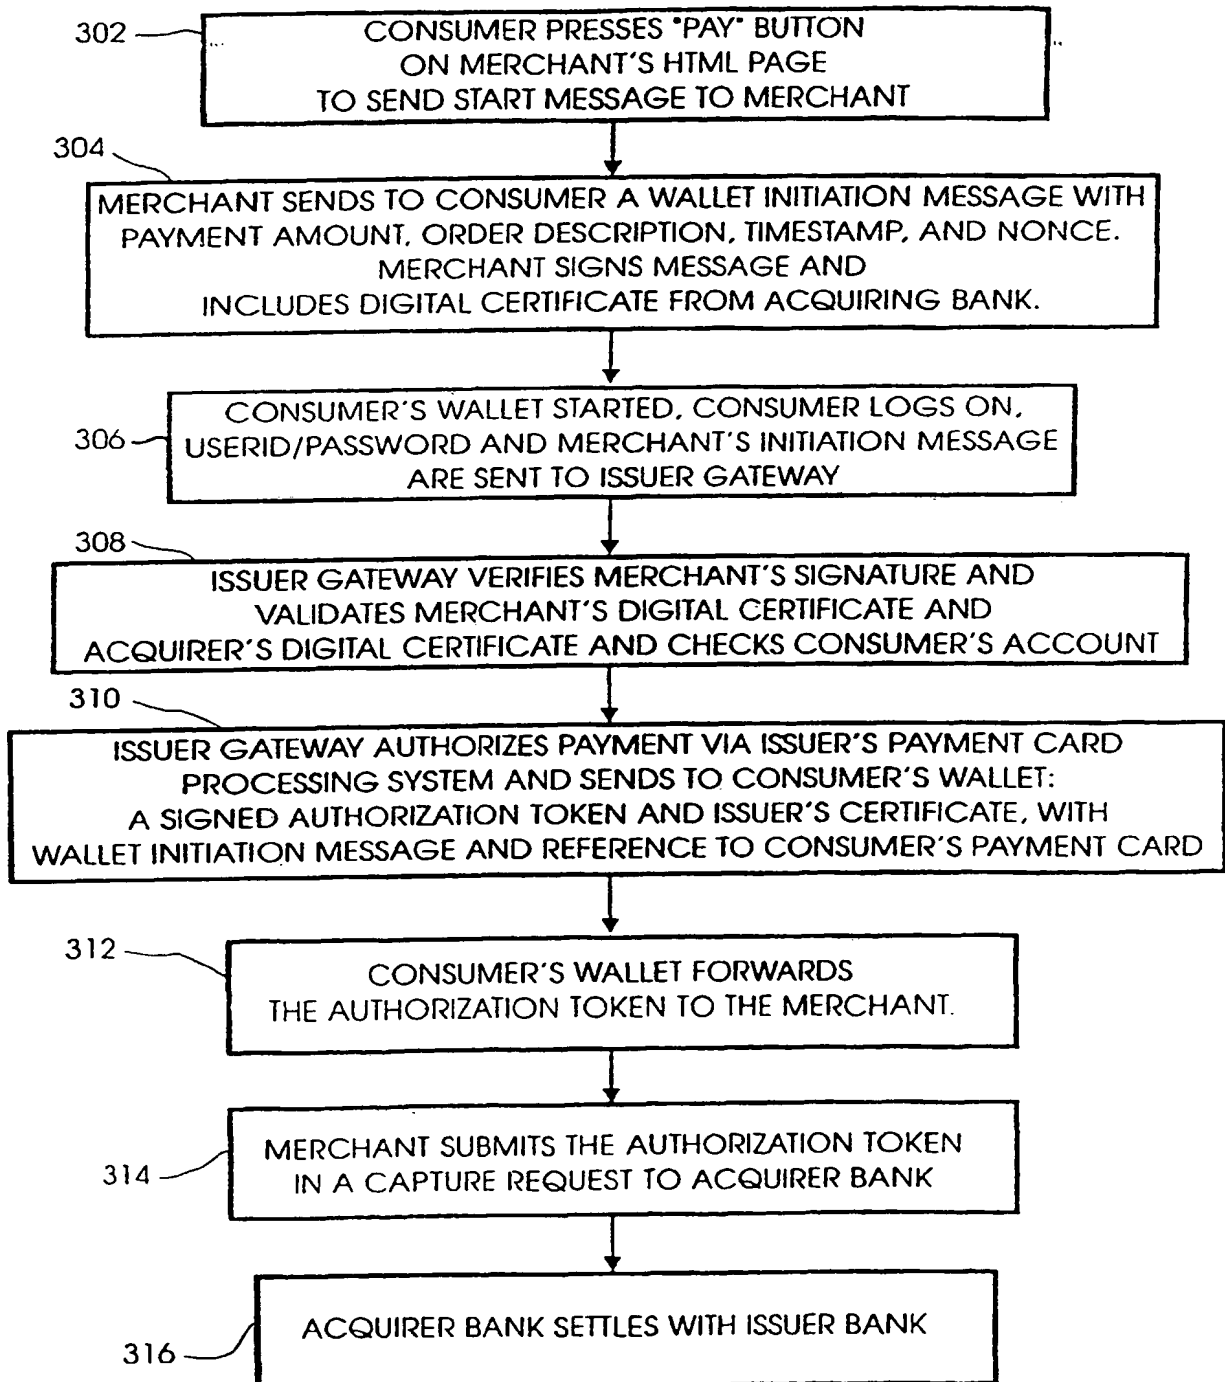 302
CONSUMER PRESSES "PAY" BUTTON
ON MERCHANT'S HTML PAGE
TO SEND START MESSAGE TO MERCHANT
304
MERCHANT SENDS TO CONSUMER A WALLET INITIATION MESSAGE WITH
PAYMENT AMOUNT, ORDER DESCRIPTION, TIMESTAMP, AND NONCE.
MERCHANT SIGNS MESSAGE AND
INCLUDES DIGITAL CERTIFICATE FROM ACQUIRING BANK.
306
CONSUMER'S WALLET STARTED, CONSUMER LOGS ON,
USERID/PASSWORD AND MERCHANT'S INITIATION MESSAGE
ARE SENT TO ISSUER GATEWAY
308
ISSUER GATEWAY VERIFIES MERCHANT'S SIGNATURE AND
VALIDATES MERCHANT'S DIGITAL CERTIFICATE AND
ACQUIRER'S DIGITAL CERTIFICATE AND CHECKS CONSUMER'S ACCOUNT
310
ISSUER GATEWAY AUTHORIZES PAYMENT VIA ISSUER'S PAYMENT CARD
PROCESSING SYSTEM AND SENDS TO CONSUMER'S WALLET:
A SIGNED AUTHORIZATION TOKEN AND ISSUER'S CERTIFICATE, WITH
WALLET INITIATION MESSAGE AND REFERENCE TO CONSUMER'S PAYMENT CARD
312
CONSUMER'S WALLET FORWARDS
THE AUTHORIZATION TOKEN TO THE MERCHANT.
314
MERCHANT SUBMITS THE AUTHORIZATION TOKEN
IN A CAPTURE REQUEST TO ACQUIRER BANK
316
ACQUIRER BANK SETTLES WITH ISSUER BANK